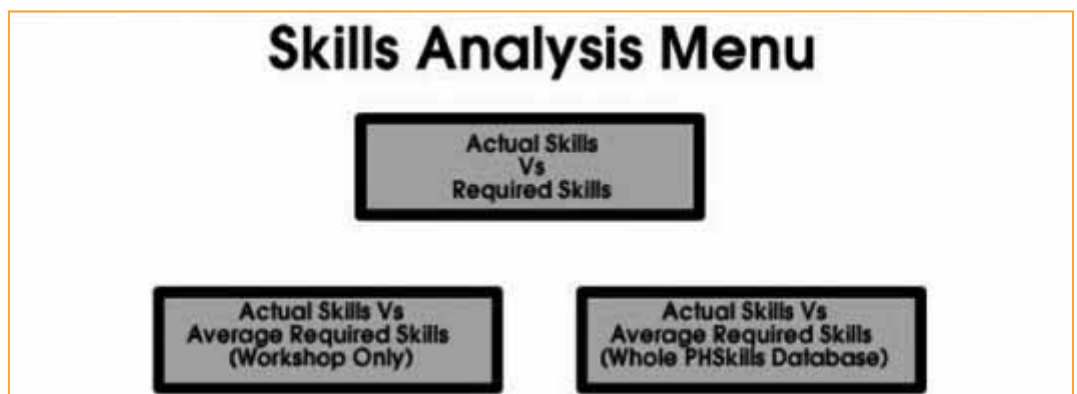 Skills Analysis Menu
Actual Skills
Vs
Required Skills
Actual Skills Vs
Average Required Skills
(Workshop Only)
Actual Skills Vs
Average Required Skills
(Whole PHSkills Database)